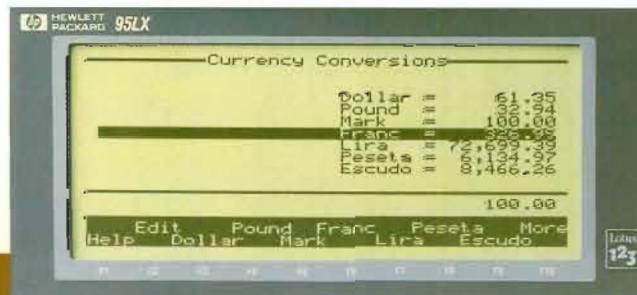 hp HEWLETT PACKARD 95LX
Currency Conversions
Dollar = 61.35
Pound = 32.94
Mark = 100.00
Franc =
Lira = 72,699.39
Peseta = 6,134.97
Escudo = 8,466.26
100.00
Edit Pound Franc Peseta More
Help Dollar Mark Lira Escudo
Lotus 123